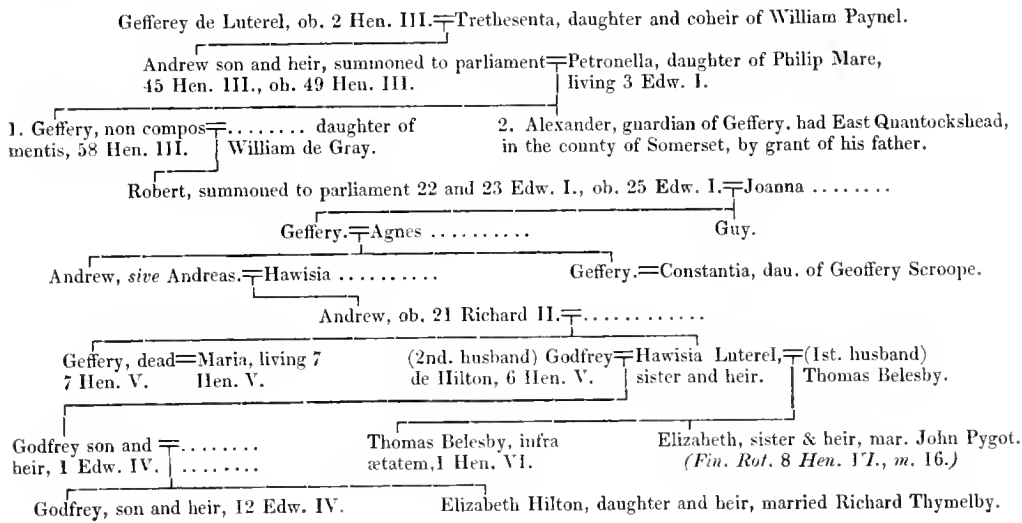 Gefferey de Luterel, ob. 2 Hen. III. Trethesenta, daughter and coheir of William Paynel.
Andrew son and heir, summoned to parliament Petronella, daughter of Philip Mare,
45 Hen. III., ob. 49 Hen. III. living 3 Edw. I.
1. Geffery, non compos ........ daughter of 2. Alexander, guardian of Geffery. had East Quantockshead,
mentis, 58 Hen. III. William de Gray. in the county of Somerset, by grant of his father.
Robert, summoned to parliament 22 and 23 Edw. I., ob. 25 Edw. I. Joanna ........
Geffery. Agnes .......... Guy.
Andrew, sive Andreas. Hawisia .......... Geffery. Constantia, dau. of Geoffery Scroope.
Andrew, ob. 21 Richard II. ............
Geffery, dead Maria, living 7 (2nd. husband) Godfrey Hawisia Luterel, (1st. husband)
7 Hen. V. Hen. V. de Hilton, 6 Hen. V. sister and heir. Thomas Belesby.
Godfrey son and ........ Thomas Belesby, infra Elizabeth, sister & heir, mar. John Pygot.
heir, 1 Edw. IV. ........ ætatem, 1 Hen. VI. (Fin. Rot. 8 Hen. VI., m. 16.)
Godfrey, son and heir, 12 Edw. IV. Elizabeth Hilton, daughter and heir, married Richard Thymelby.